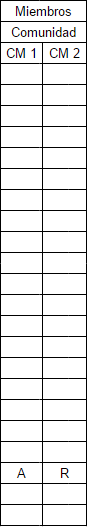 Miembros
Comunidad
CM 1 CM 2
A R